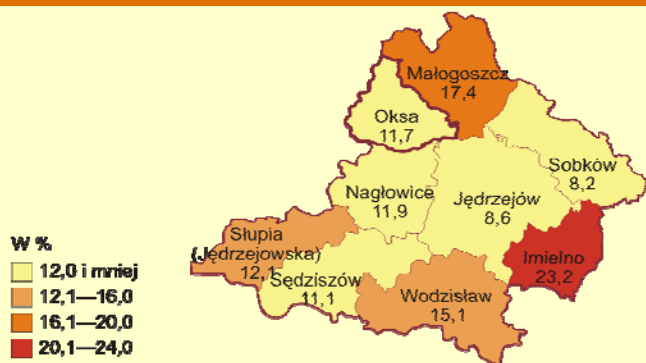 Małogoszcz
17,4
Oksa
11,7
Sobków
8,2
Nagłowice
11,9
Jędrzejów
8,6
Słupia
(Jędrzejowska)
12,1
Imielno
23,2
Sędziszów
11,1
Wodzisław
15,1
W %
12,0 i mniej
12,1—16,0
16,1—20,0
20,1—24,0